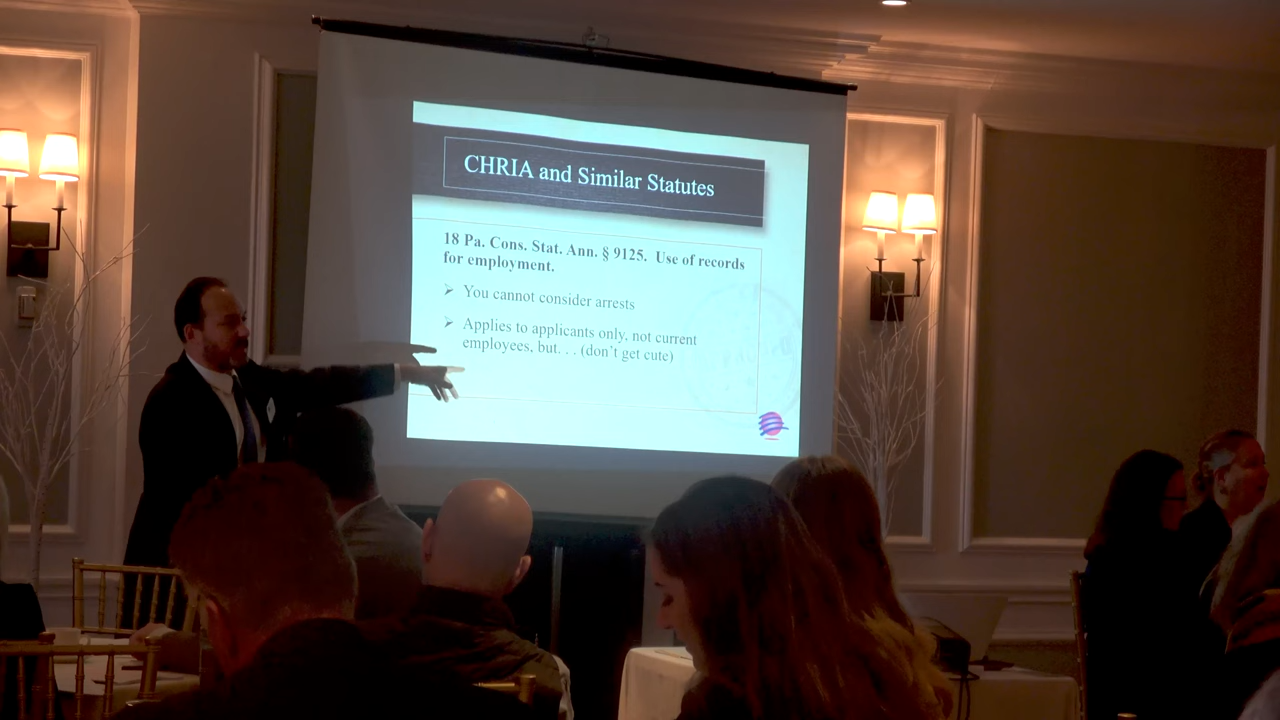 CHRIA and Similar Statutes
18 Pa. Cons. Stat. Ann. § 9125.  Use of records
for employment.
➤ You cannot consider arrests
➤ Applies to applicants only, not current
employees, but. . . (don't get cute)